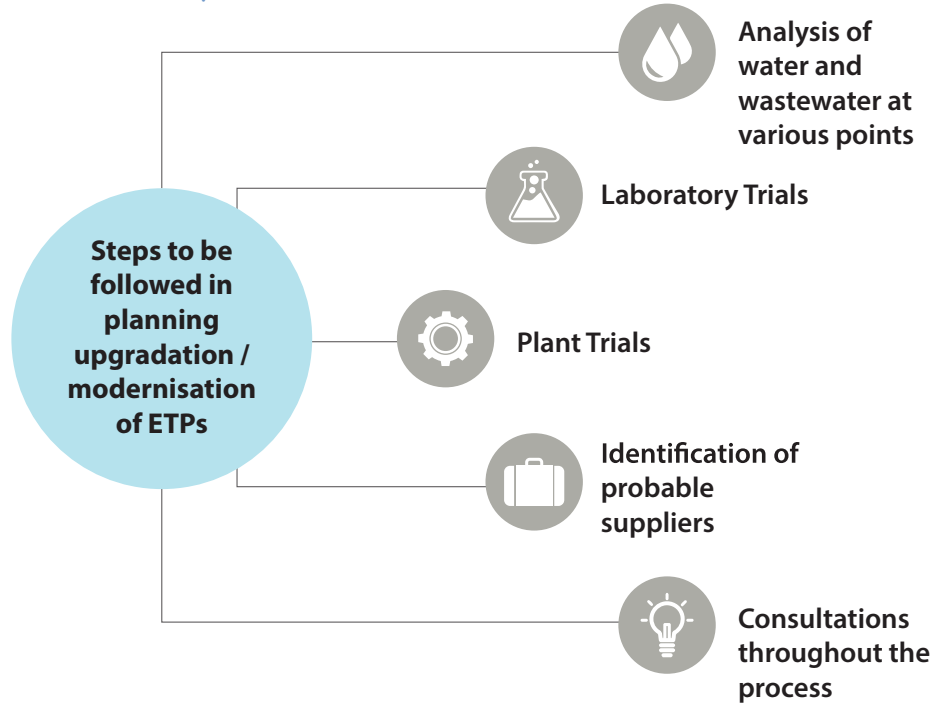 Steps to be
followed in
planning
upgradation /
modernisation
of ETPs
Analysis of
water and
wastewater at
various points
Laboratory Trials
Plant Trials
Identification of
probable
suppliers
Consultations
throughout the
process